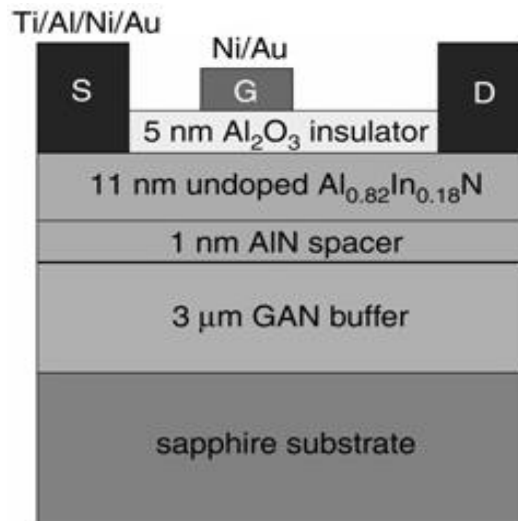 Ti/Al/Ni/Au
Ni/Au
S
G
D
5 nm Al₂O₃ insulator
11 nm undoped Al₀.₈₂In₀.₁₈N
1 nm AlN spacer
3 μm GAN buffer
sapphire substrate